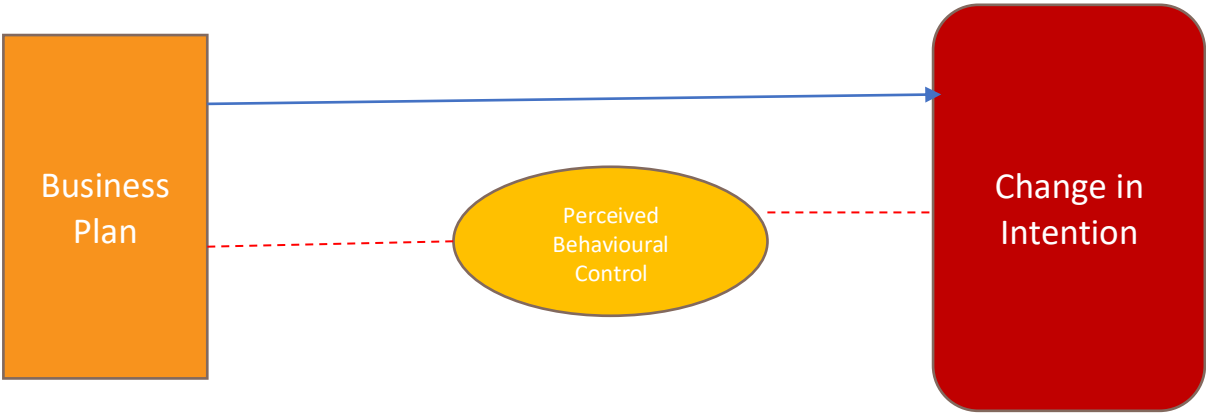 Business
Plan
Perceived
Behavioural
Control
Change in
Intention